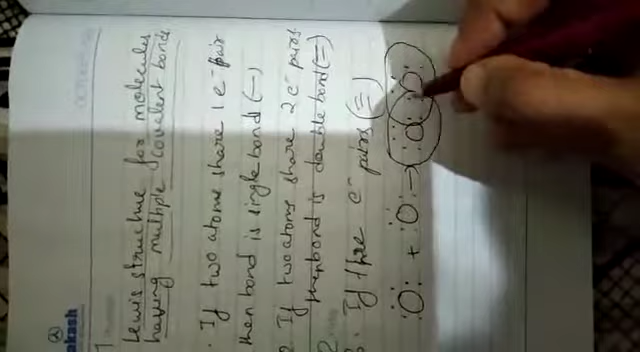 Lewis structure for molecules
having multiple covalent bonds
. If two atoms share 1 e- pair
then bond is single bond (-)
2. If two atoms share 2 e- pairs
then bond is double bond (=)
3. If three e- pairs (≡)
:Ö: + :Ö: →
akash